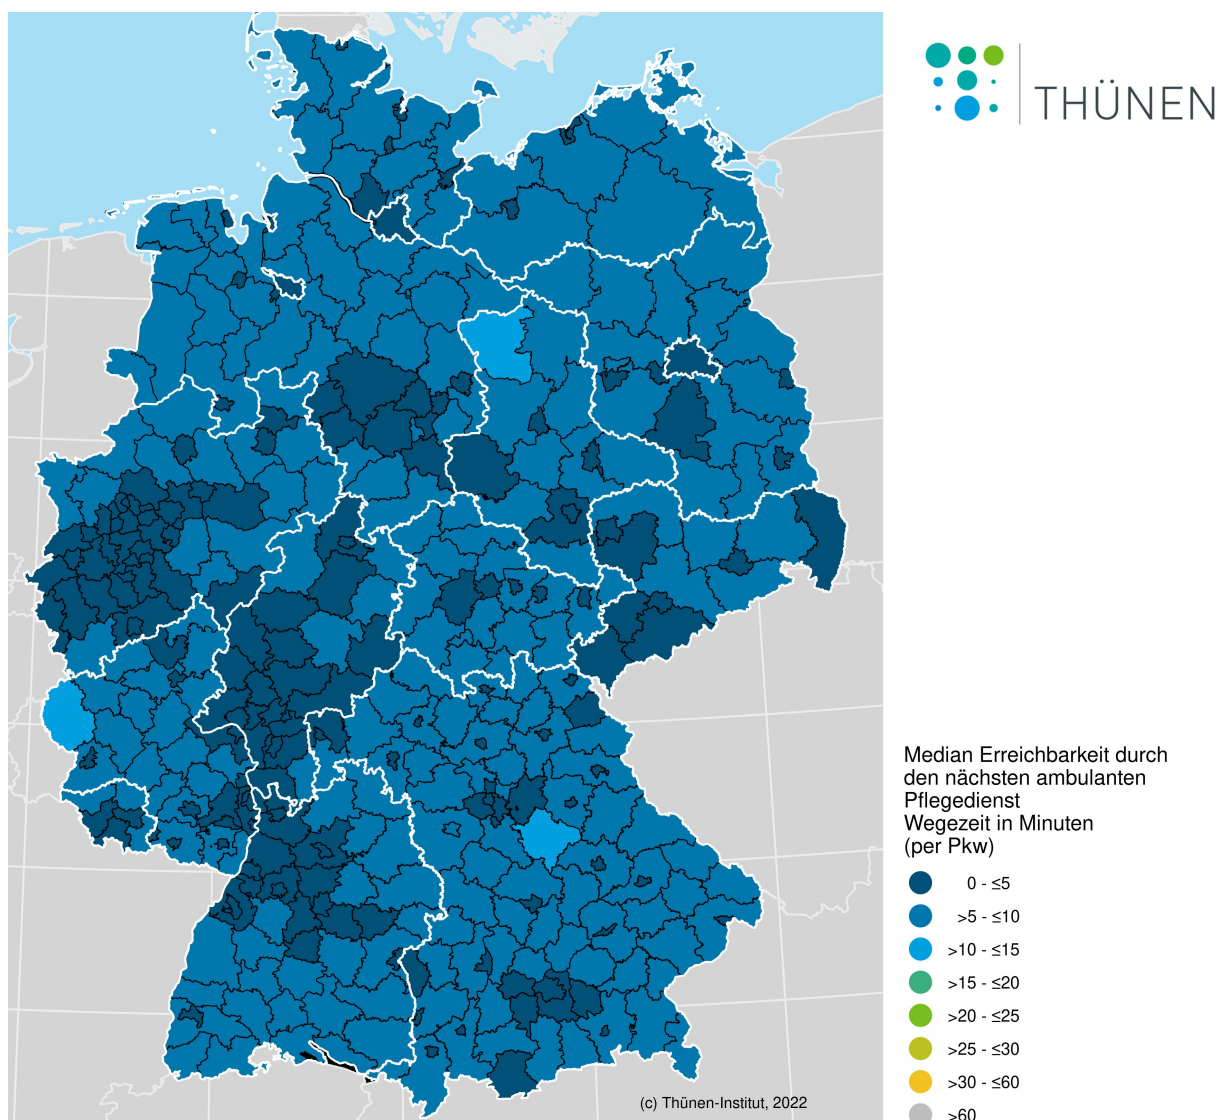 THÜNEN
Median Erreichbarkeit durch
den nächsten ambulanten
Pflegedienst
Wegezeit in Minuten
(per Pkw)
0 - ≤5
>5 - ≤10
>10 - ≤15
>15 - ≤20
>20 - ≤25
>25 - ≤30
>30 - ≤60
>60
(c) Thünen-Institut, 2022